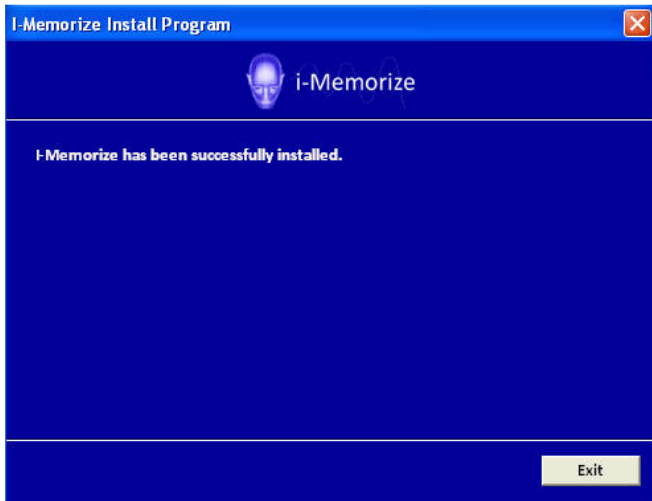 I-Memorize Install Program
i-Memorize
I-Memorize has been successfully installed.
Exit